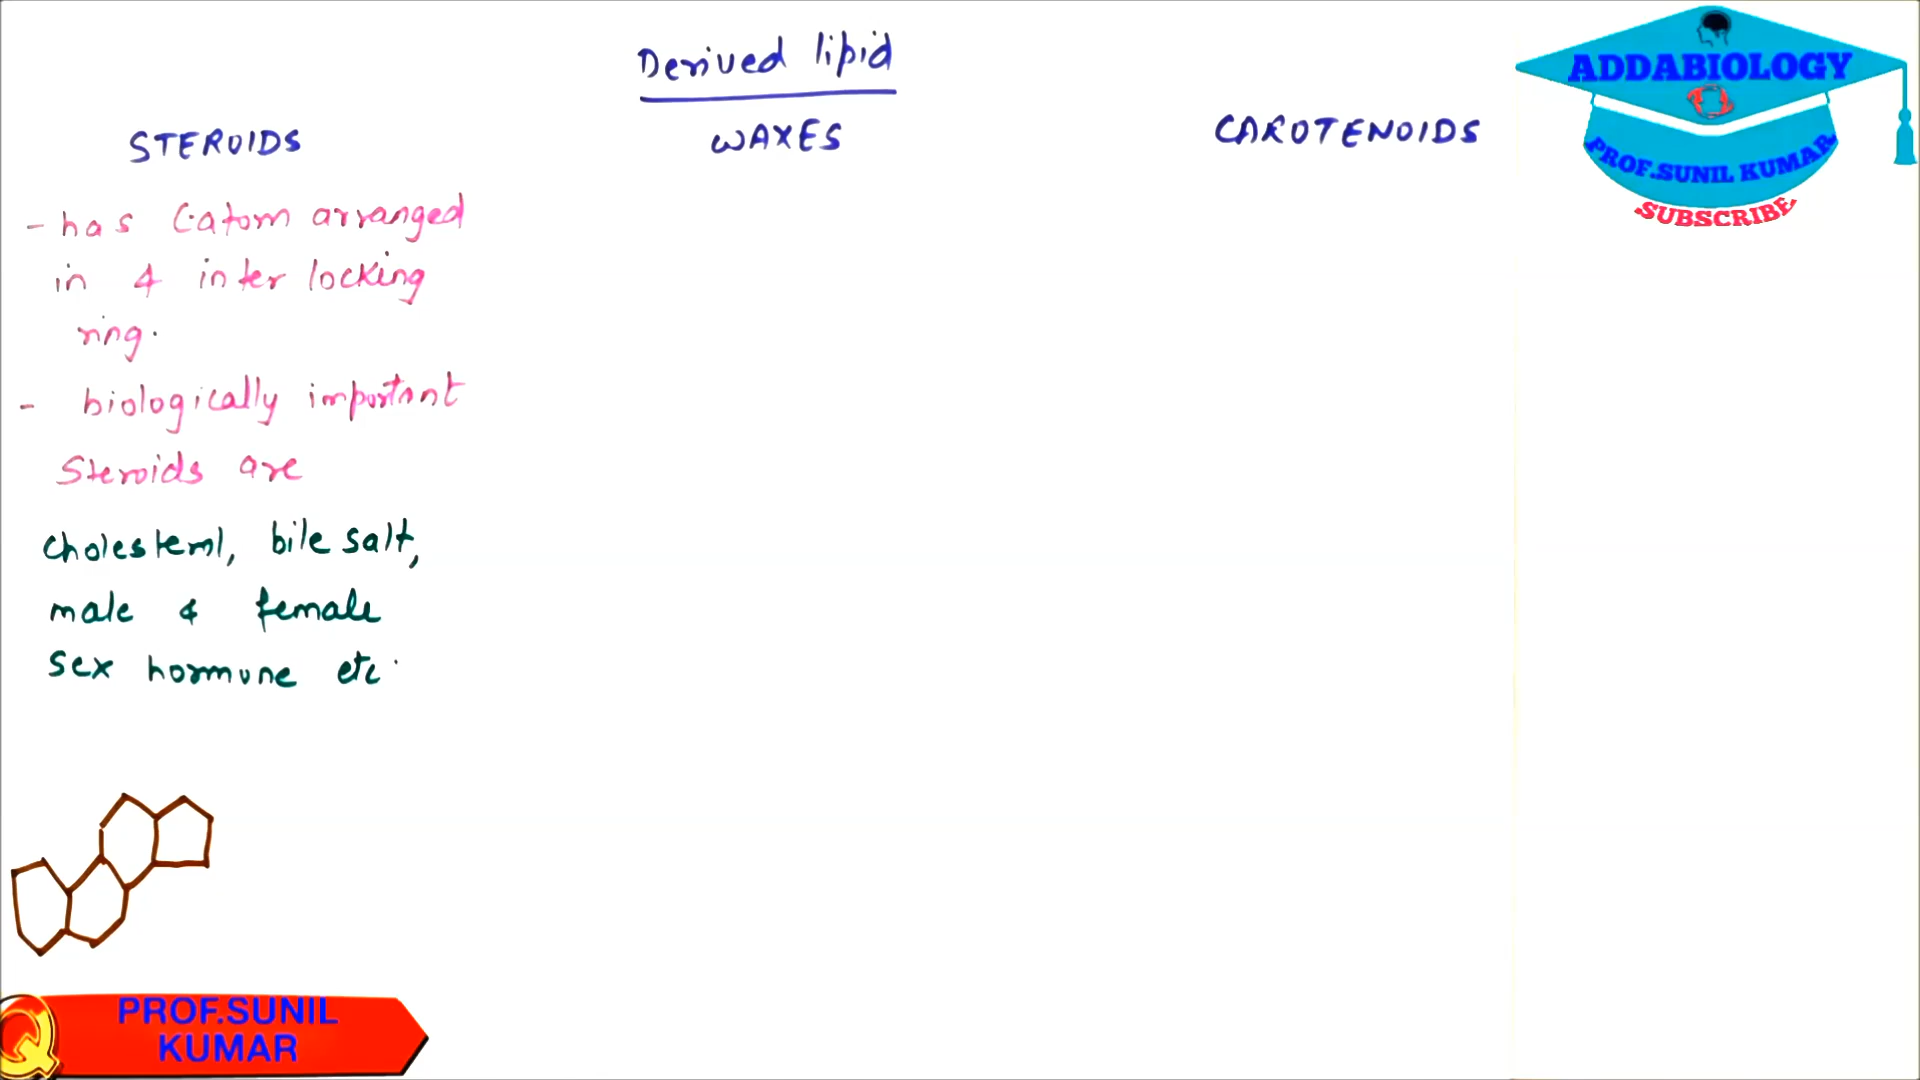 Derived lipid
STEROIDS
WAXES
CAROTENOIDS
ADDABIOLOGY
PROF.SUNIL KUMAR
SUBSCRIBE
- has C-atom arranged
in 4 inter locking
ring.
- biologically important
Steroids are
cholesterol, bile salt,
male & female
sex hormone etc.
PROF.SUNIL
KUMAR